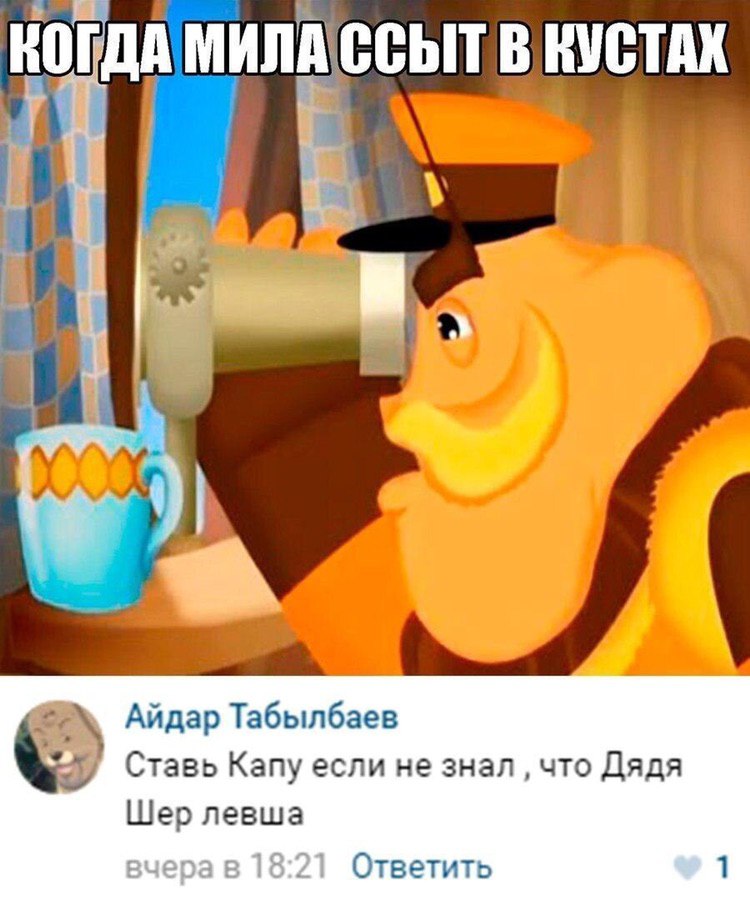 КОГДА МИЛА ССЫТ В КУСТАХ
Айдар Табылбаев
Ставь Капу если не знал , что Дядя
Шер левша
вчера в 18:21 Ответить 1